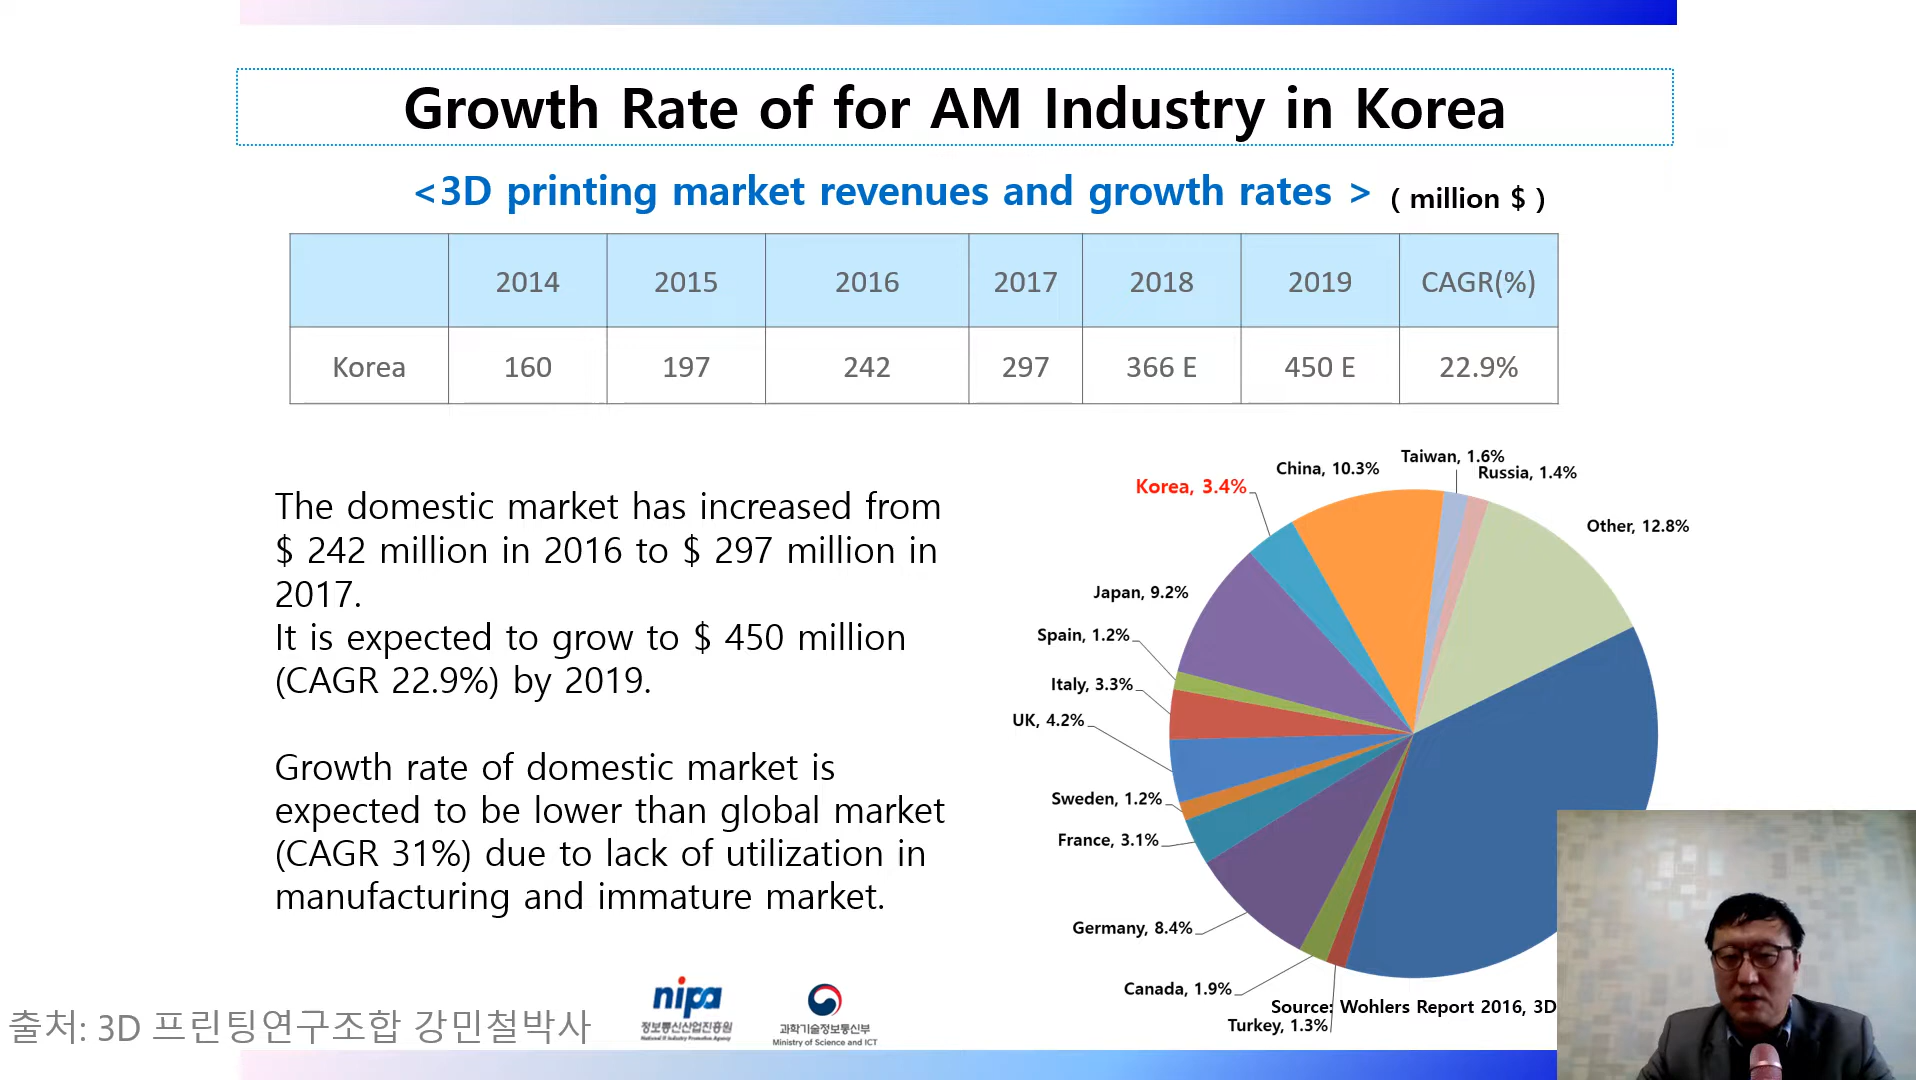 Growth Rate of for AM Industry in Korea
<3D printing market revenues and growth rates > ( million $ )
2014 2015 2016 2017 2018 2019 CAGR(%)
Korea 160 197 242 297 366 E 450 E 22.9%
The domestic market has increased from
$ 242 million in 2016 to $ 297 million in
2017.
It is expected to grow to $ 450 million
(CAGR 22.9%) by 2019.
Growth rate of domestic market is
expected to be lower than global market
(CAGR 31%) due to lack of utilization in
manufacturing and immature market.
Taiwan, 1.6%
China, 10.3%
Russia, 1.4%
Korea, 3.4%
Other, 12.8%
Japan, 9.2%
Spain, 1.2%
Italy, 3.3%
UK, 4.2%
Sweden, 1.2%
France, 3.1%
Germany, 8.4%
Canada, 1.9%
Source: Wohlers Report 2016, 3D
Turkey, 1.3%
출처: 3D 프린팅연구조합 강민철박사
nipa
정보통신산업진흥원
National IT Industry Promotion Agency
과학기술정보통신부
Ministry of Science and ICT